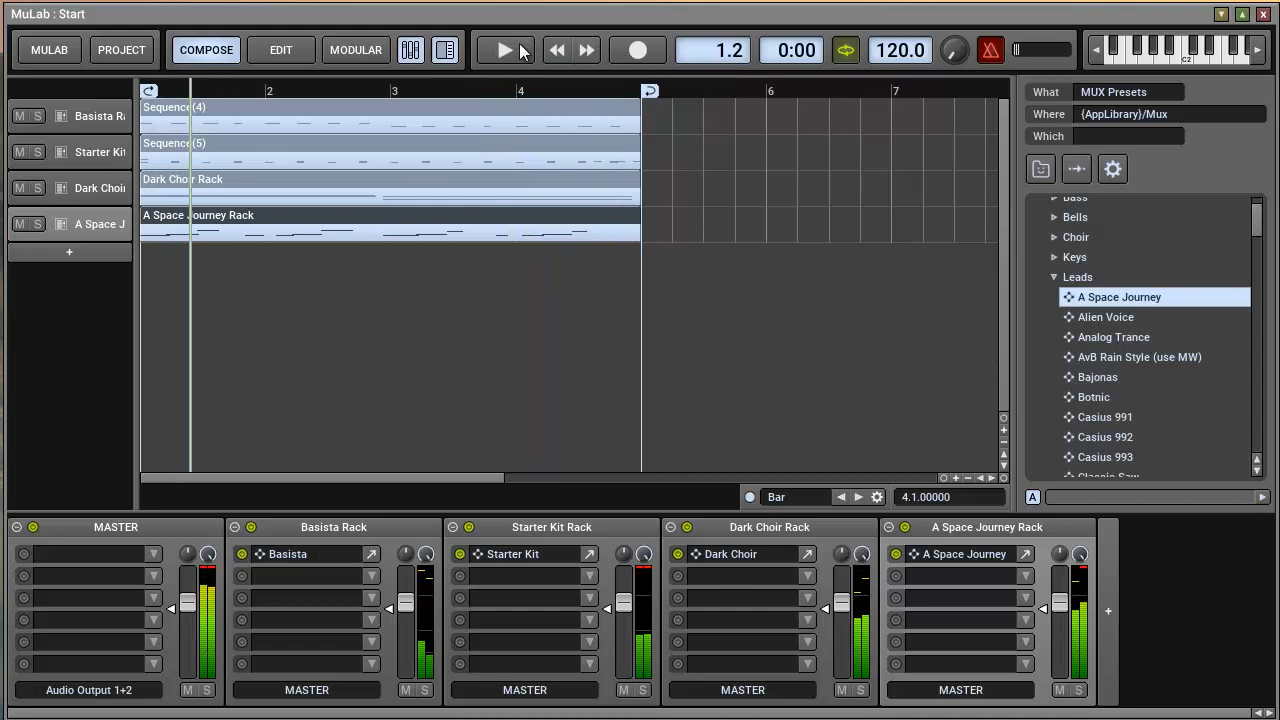 MuLab : Start
MULAB PROJECT COMPOSE EDIT MODULAR 1.2 0:00 120.0 C2
2 3 4 6 7
M S Basista Ra
M S Starter Kit
M S Dark Choir
M S A Space J
+
Sequence (4)
Sequence (5)
Dark Choir Rack
A Space Journey Rack
What MUX Presets
Where {AppLibrary}/Mux
Which
Bass
Bells
Choir
Keys
Leads
A Space Journey
Alien Voice
Analog Trance
AvB Rain Style (use MW)
Bajonas
Botnic
Casius 991
Casius 992
Casius 993
Classic Saw
Bar 4.1.00000 A
MASTER Basista Rack Starter Kit Rack Dark Choir Rack A Space Journey Rack
Basista Starter Kit Dark Choir A Space Journey
+
Audio Output 1+2 M S MASTER M S MASTER M S MASTER M S MASTER M S